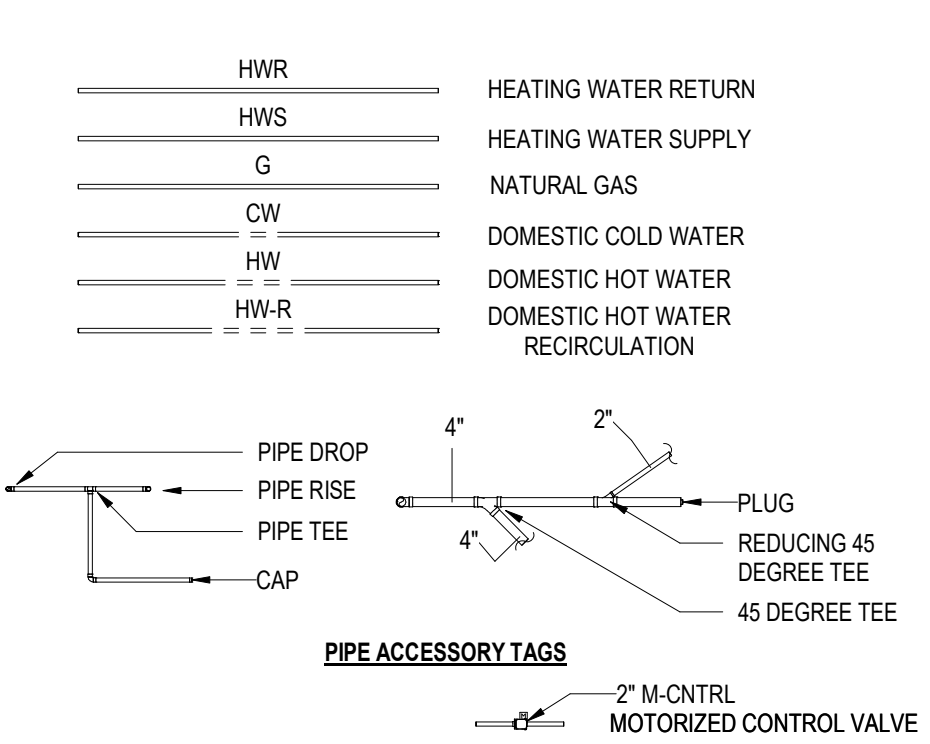 HWR
HEATING WATER RETURN
HWS
HEATING WATER SUPPLY
G
NATURAL GAS
CW
DOMESTIC COLD WATER
HW
DOMESTIC HOT WATER
HW-R
DOMESTIC HOT WATER
RECIRCULATION
PIPE DROP
PIPE RISE
PIPE TEE
CAP
4"
2"
4"
PLUG
REDUCING 45
DEGREE TEE
45 DEGREE TEE
PIPE ACCESSORY TAGS
M
2" M-CNTRL
MOTORIZED CONTROL VALVE